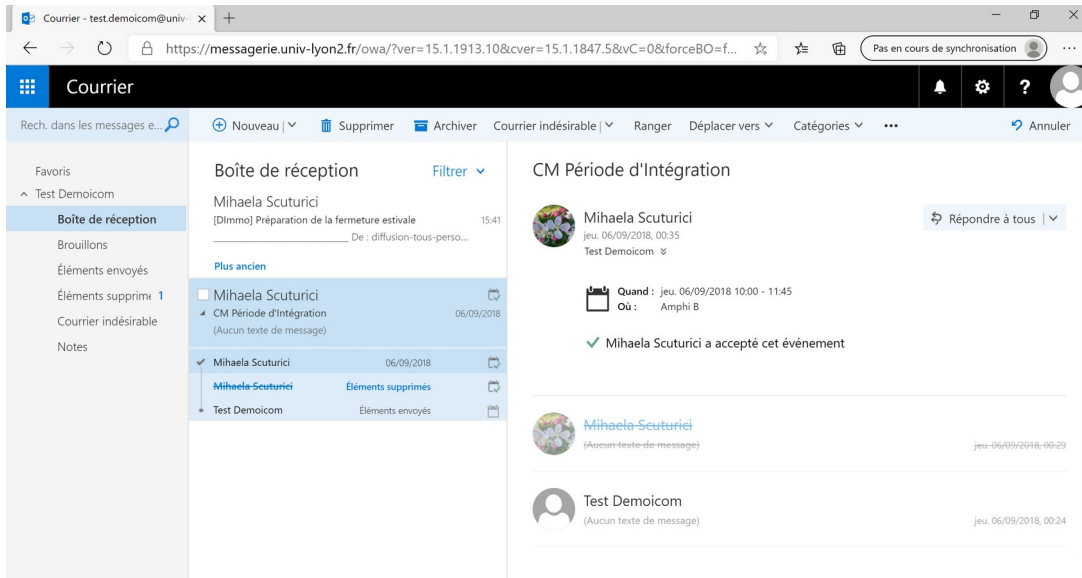 Courrier - test.demoicom@univ-
https://messagerie.univ-lyon2.fr/owa/?ver=15.1.1913.10&cver=15.1.1847.5&vC=0&forceBO=f...
Pas en cours de synchronisation
Courrier
?
Rech. dans les messages e...
Nouveau
Supprimer
Archiver
Courrier indésirable
Ranger
Déplacer vers
Catégories
Annuler
Favoris
Test Demoicom
Boîte de réception
Brouillons
Éléments envoyés
Éléments supprime 1
Courrier indésirable
Notes
Boîte de réception
Filtrer
Mihaela Scuturici
[DImmo] Préparation de la fermeture estivale 15:41
De : diffusion-tous-perso...
Plus ancien
Mihaela Scuturici
CM Période d'Intégration 06/09/2018
(Aucun texte de message)
Mihaela Scuturici 06/09/2018
Mihaela Scuturici Éléments supprimés
Test Demoicom Éléments envoyés
CM Période d'Intégration
Mihaela Scuturici
jeu. 06/09/2018, 00:35
Test Demoicom
Répondre à tous
Quand : jeu. 06/09/2018 10:00 - 11:45
Où : Amphi B
Mihaela Scuturici a accepté cet événement
Mihaela Scuturici
(Aucun texte de message) jeu. 06/09/2018, 00:29
Test Demoicom
(Aucun texte de message) jeu. 06/09/2018, 00:24